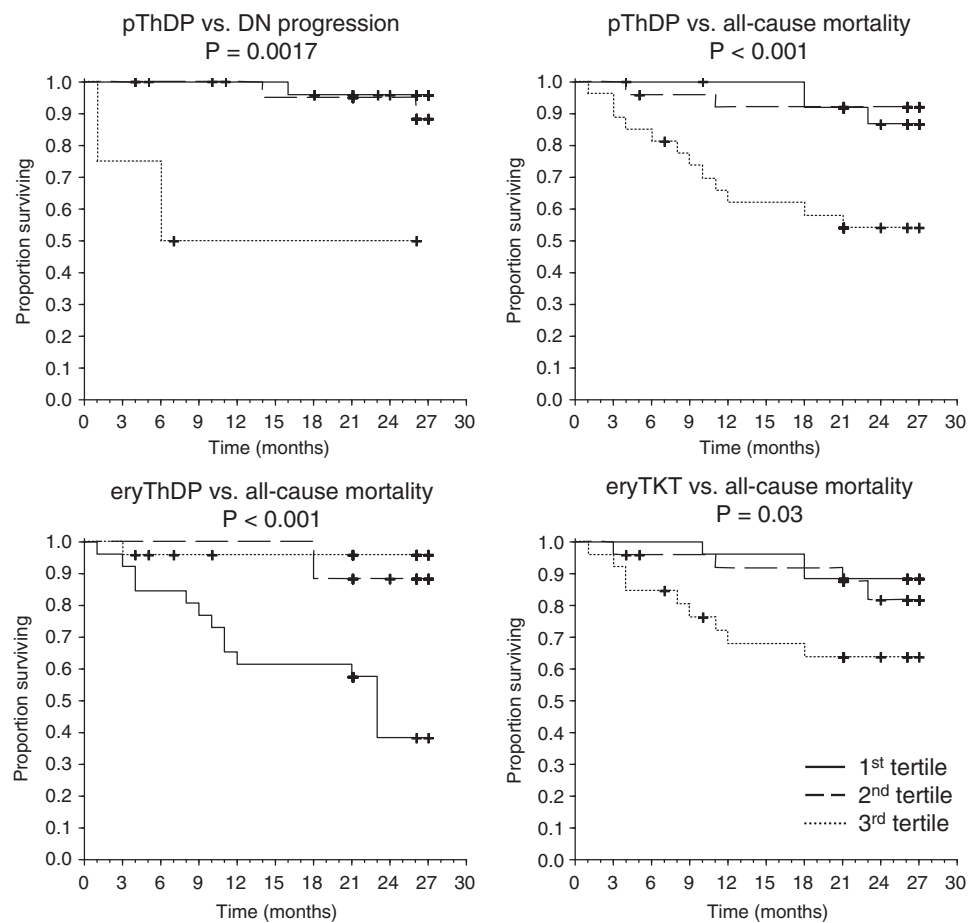 pThDP vs. DN progression
P = 0.0017
Proportion surviving
1.0
0.9
0.8
0.7
0.6
0.5
0.4
0.3
0.2
0.1
0.0
0 3 6 9 12 15 18 21 24 27 30
Time (months)
pThDP vs. all-cause mortality
P < 0.001
Proportion surviving
1.0
0.9
0.8
0.7
0.6
0.5
0.4
0.3
0.2
0.1
0.0
0 3 6 9 12 15 18 21 24 27 30
Time (months)
eryThDP vs. all-cause mortality
P < 0.001
Proportion surviving
1.0
0.9
0.8
0.7
0.6
0.5
0.4
0.3
0.2
0.1
0.0
0 3 6 9 12 15 18 21 24 27 30
Time (months)
eryTKT vs. all-cause mortality
P = 0.03
Proportion surviving
1.0
0.9
0.8
0.7
0.6
0.5
0.4
0.3
0.2
0.1
0.0
0 3 6 9 12 15 18 21 24 27 30
Time (months)
1st tertile
2nd tertile
3rd tertile